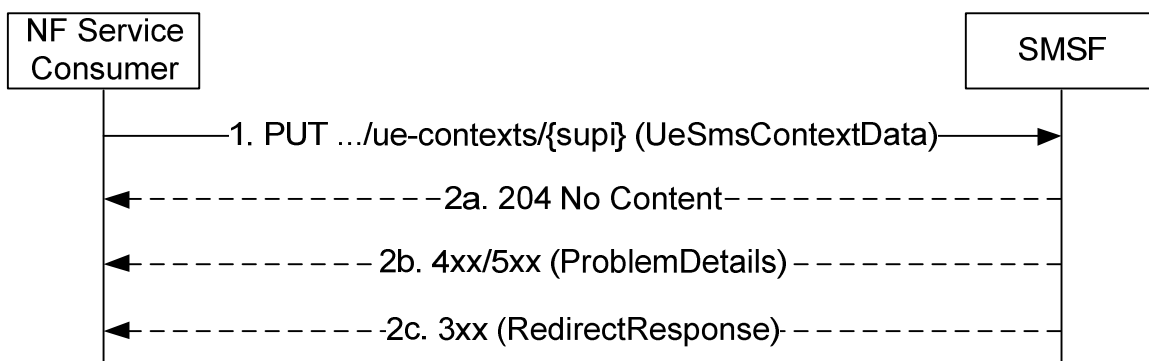 NF Service
Consumer
SMSF
1. PUT .../ue-contexts/{supi} (UeSmsContextData)
2a. 204 No Content
2b. 4xx/5xx (ProblemDetails)
2c. 3xx (RedirectResponse)